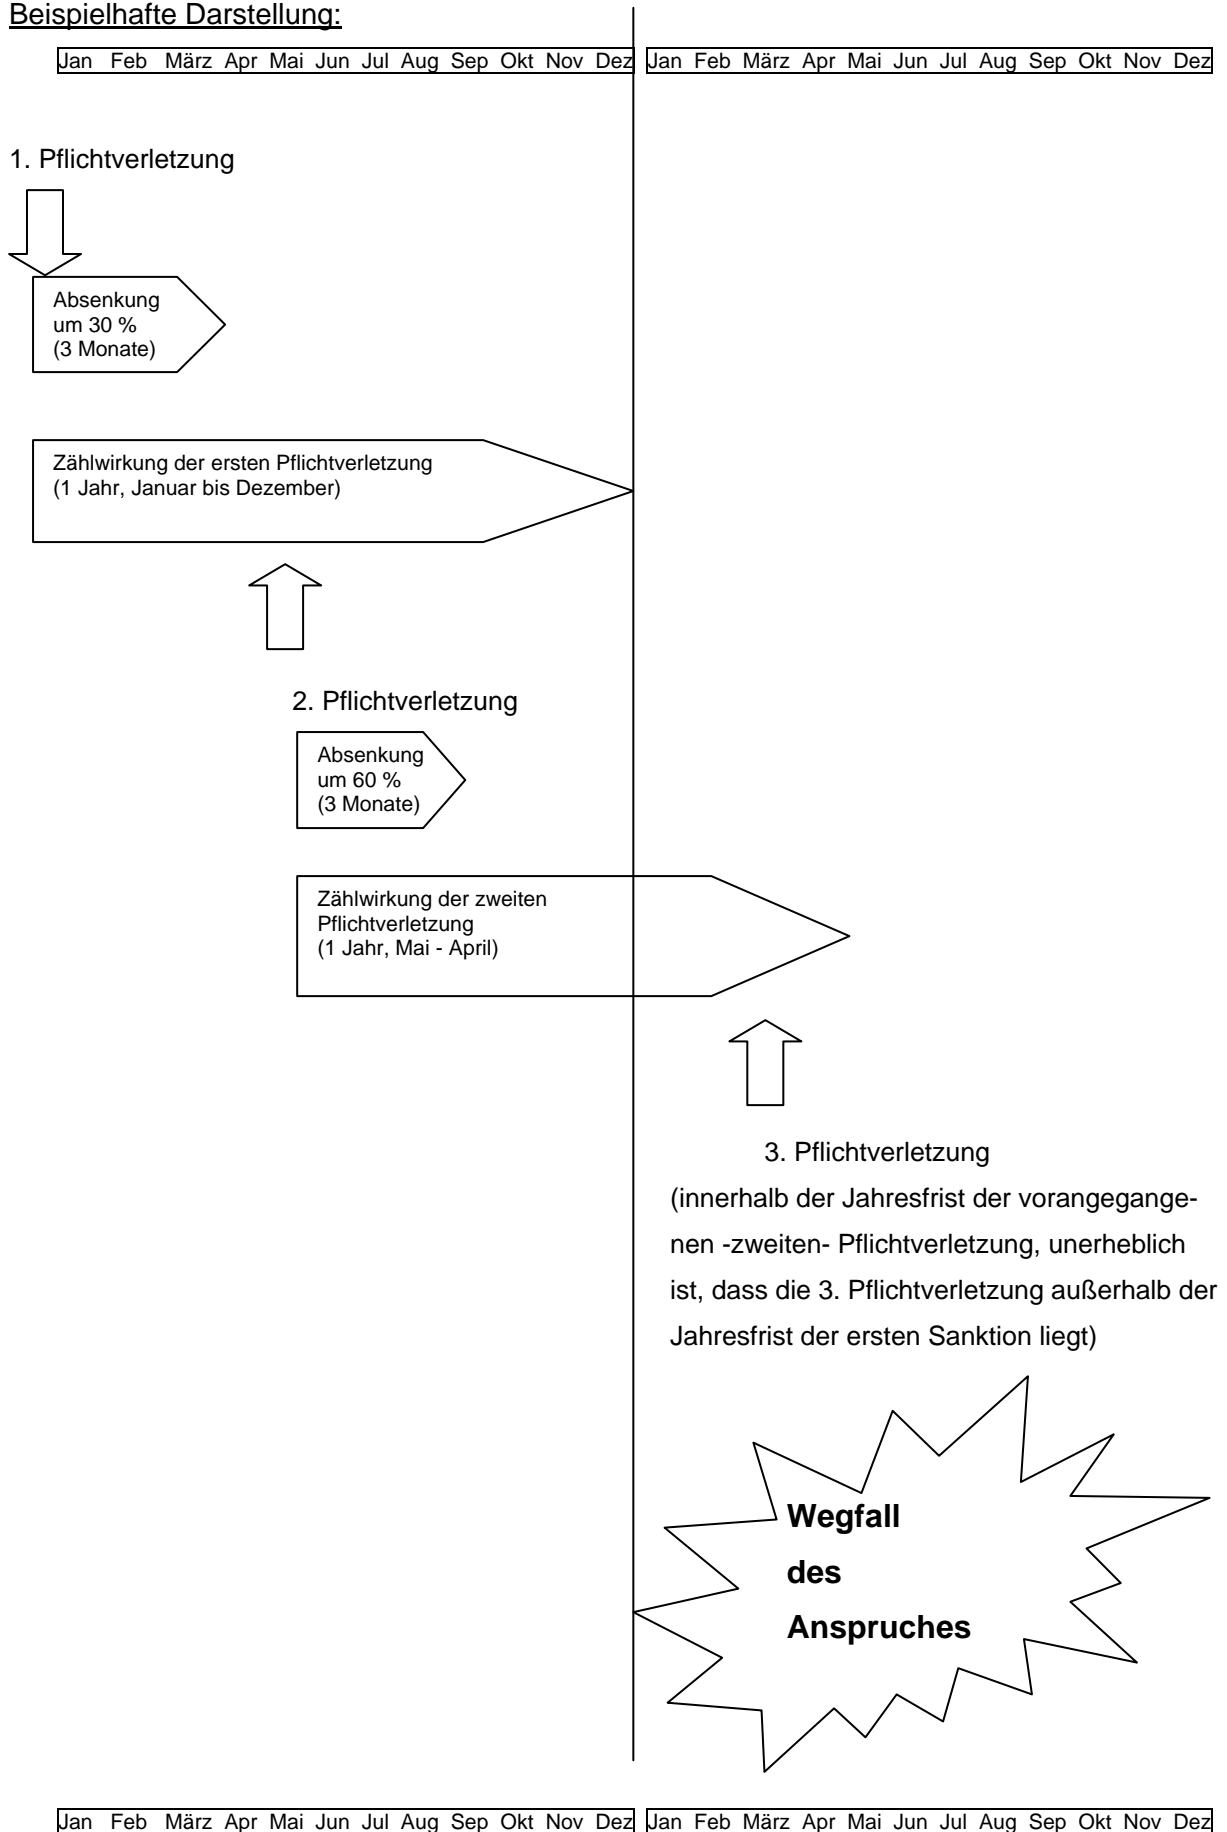 Beispielhafte Darstellung:
Jan Feb März Apr Mai Jun Jul Aug Sep Okt Nov Dez Jan Feb März Apr Mai Jun Jul Aug Sep Okt Nov Dez
1. Pflichtverletzung
Absenkung
um 30 %
(3 Monate)
Zählwirkung der ersten Pflichtverletzung
(1 Jahr, Januar bis Dezember)
2. Pflichtverletzung
Absenkung
um 60 %
(3 Monate)
Zählwirkung der zweiten
Pflichtverletzung
(1 Jahr, Mai - April)
3. Pflichtverletzung
(innerhalb der Jahresfrist der vorangegange-
nen -zweiten- Pflichtverletzung, unerheblich
ist, dass die 3. Pflichtverletzung außerhalb der
Jahresfrist der ersten Sanktion liegt)
Wegfall
des
Anspruches
Jan Feb März Apr Mai Jun Jul Aug Sep Okt Nov Dez Jan Feb März Apr Mai Jun Jul Aug Sep Okt Nov Dez